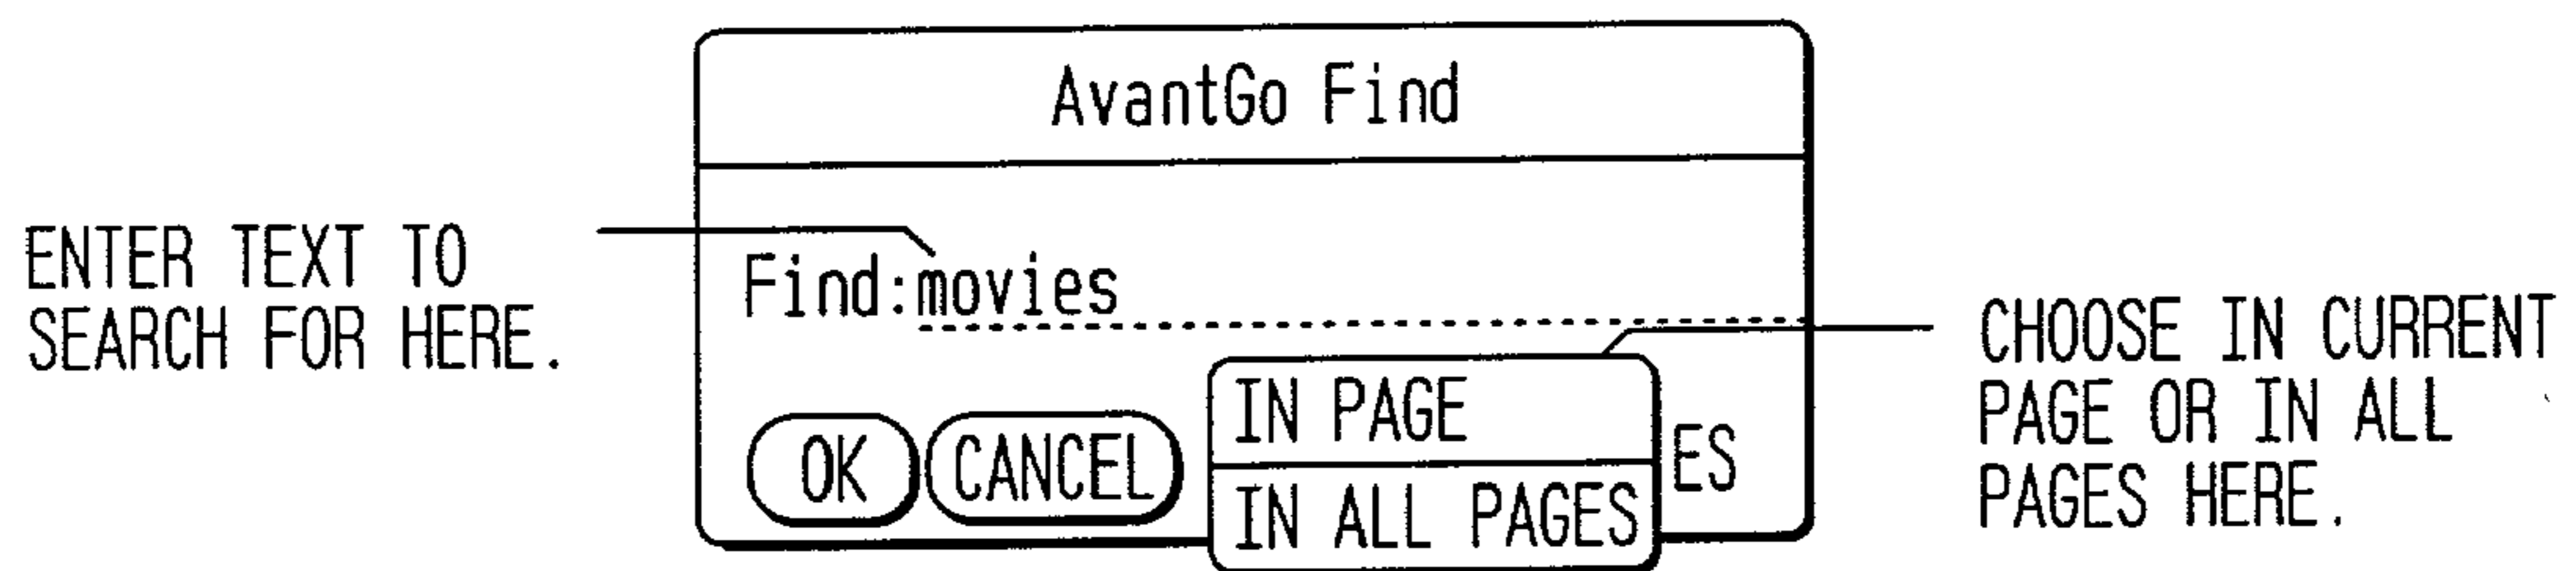 AvantGo Find
ENTER TEXT TO
SEARCH FOR HERE.
Find:movies
OK
CANCEL
IN PAGE
IN ALL PAGES
ES
CHOOSE IN CURRENT
PAGE OR IN ALL
PAGES HERE.